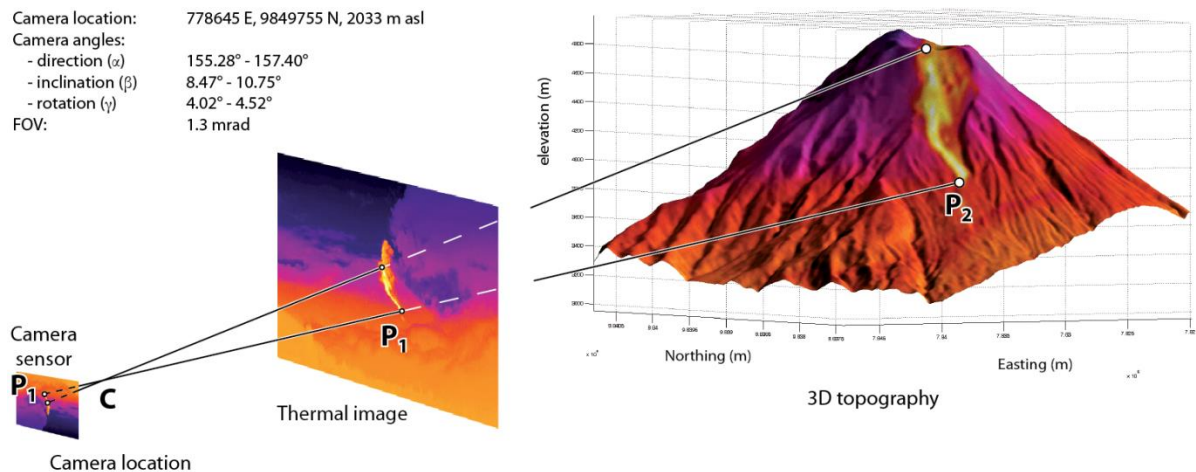 Camera location: 778645 E, 9849755 N, 2033 m asl
Camera angles:
- direction (α) 155.28° - 157.40°
- inclination (β) 8.47° - 10.75°
- rotation (γ) 4.02° - 4.52°
FOV: 1.3 mrad
elevation (m)
P2
P1
Camera
sensor
P1
C
Northing (m)
Easting (m)
3D topography
Thermal image
Camera location